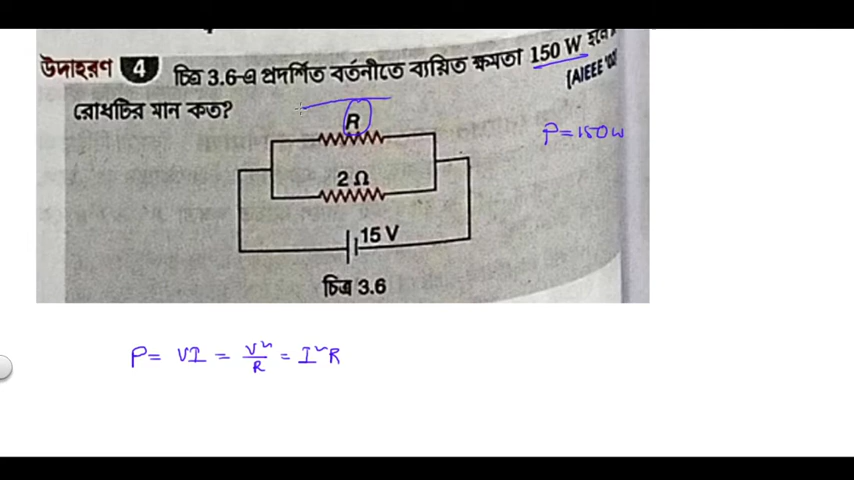 উদাহরণ 4 চিত্র 3.6-এ প্রদর্শিত বর্তনীতে ব্যয়িত ক্ষমতা 150 W হলে
রোধটির মান কত? [AIEEE '00
R
P=150W
2 Ω
15 V
চিত্র 3.6
P= VI = V²/R = I²R